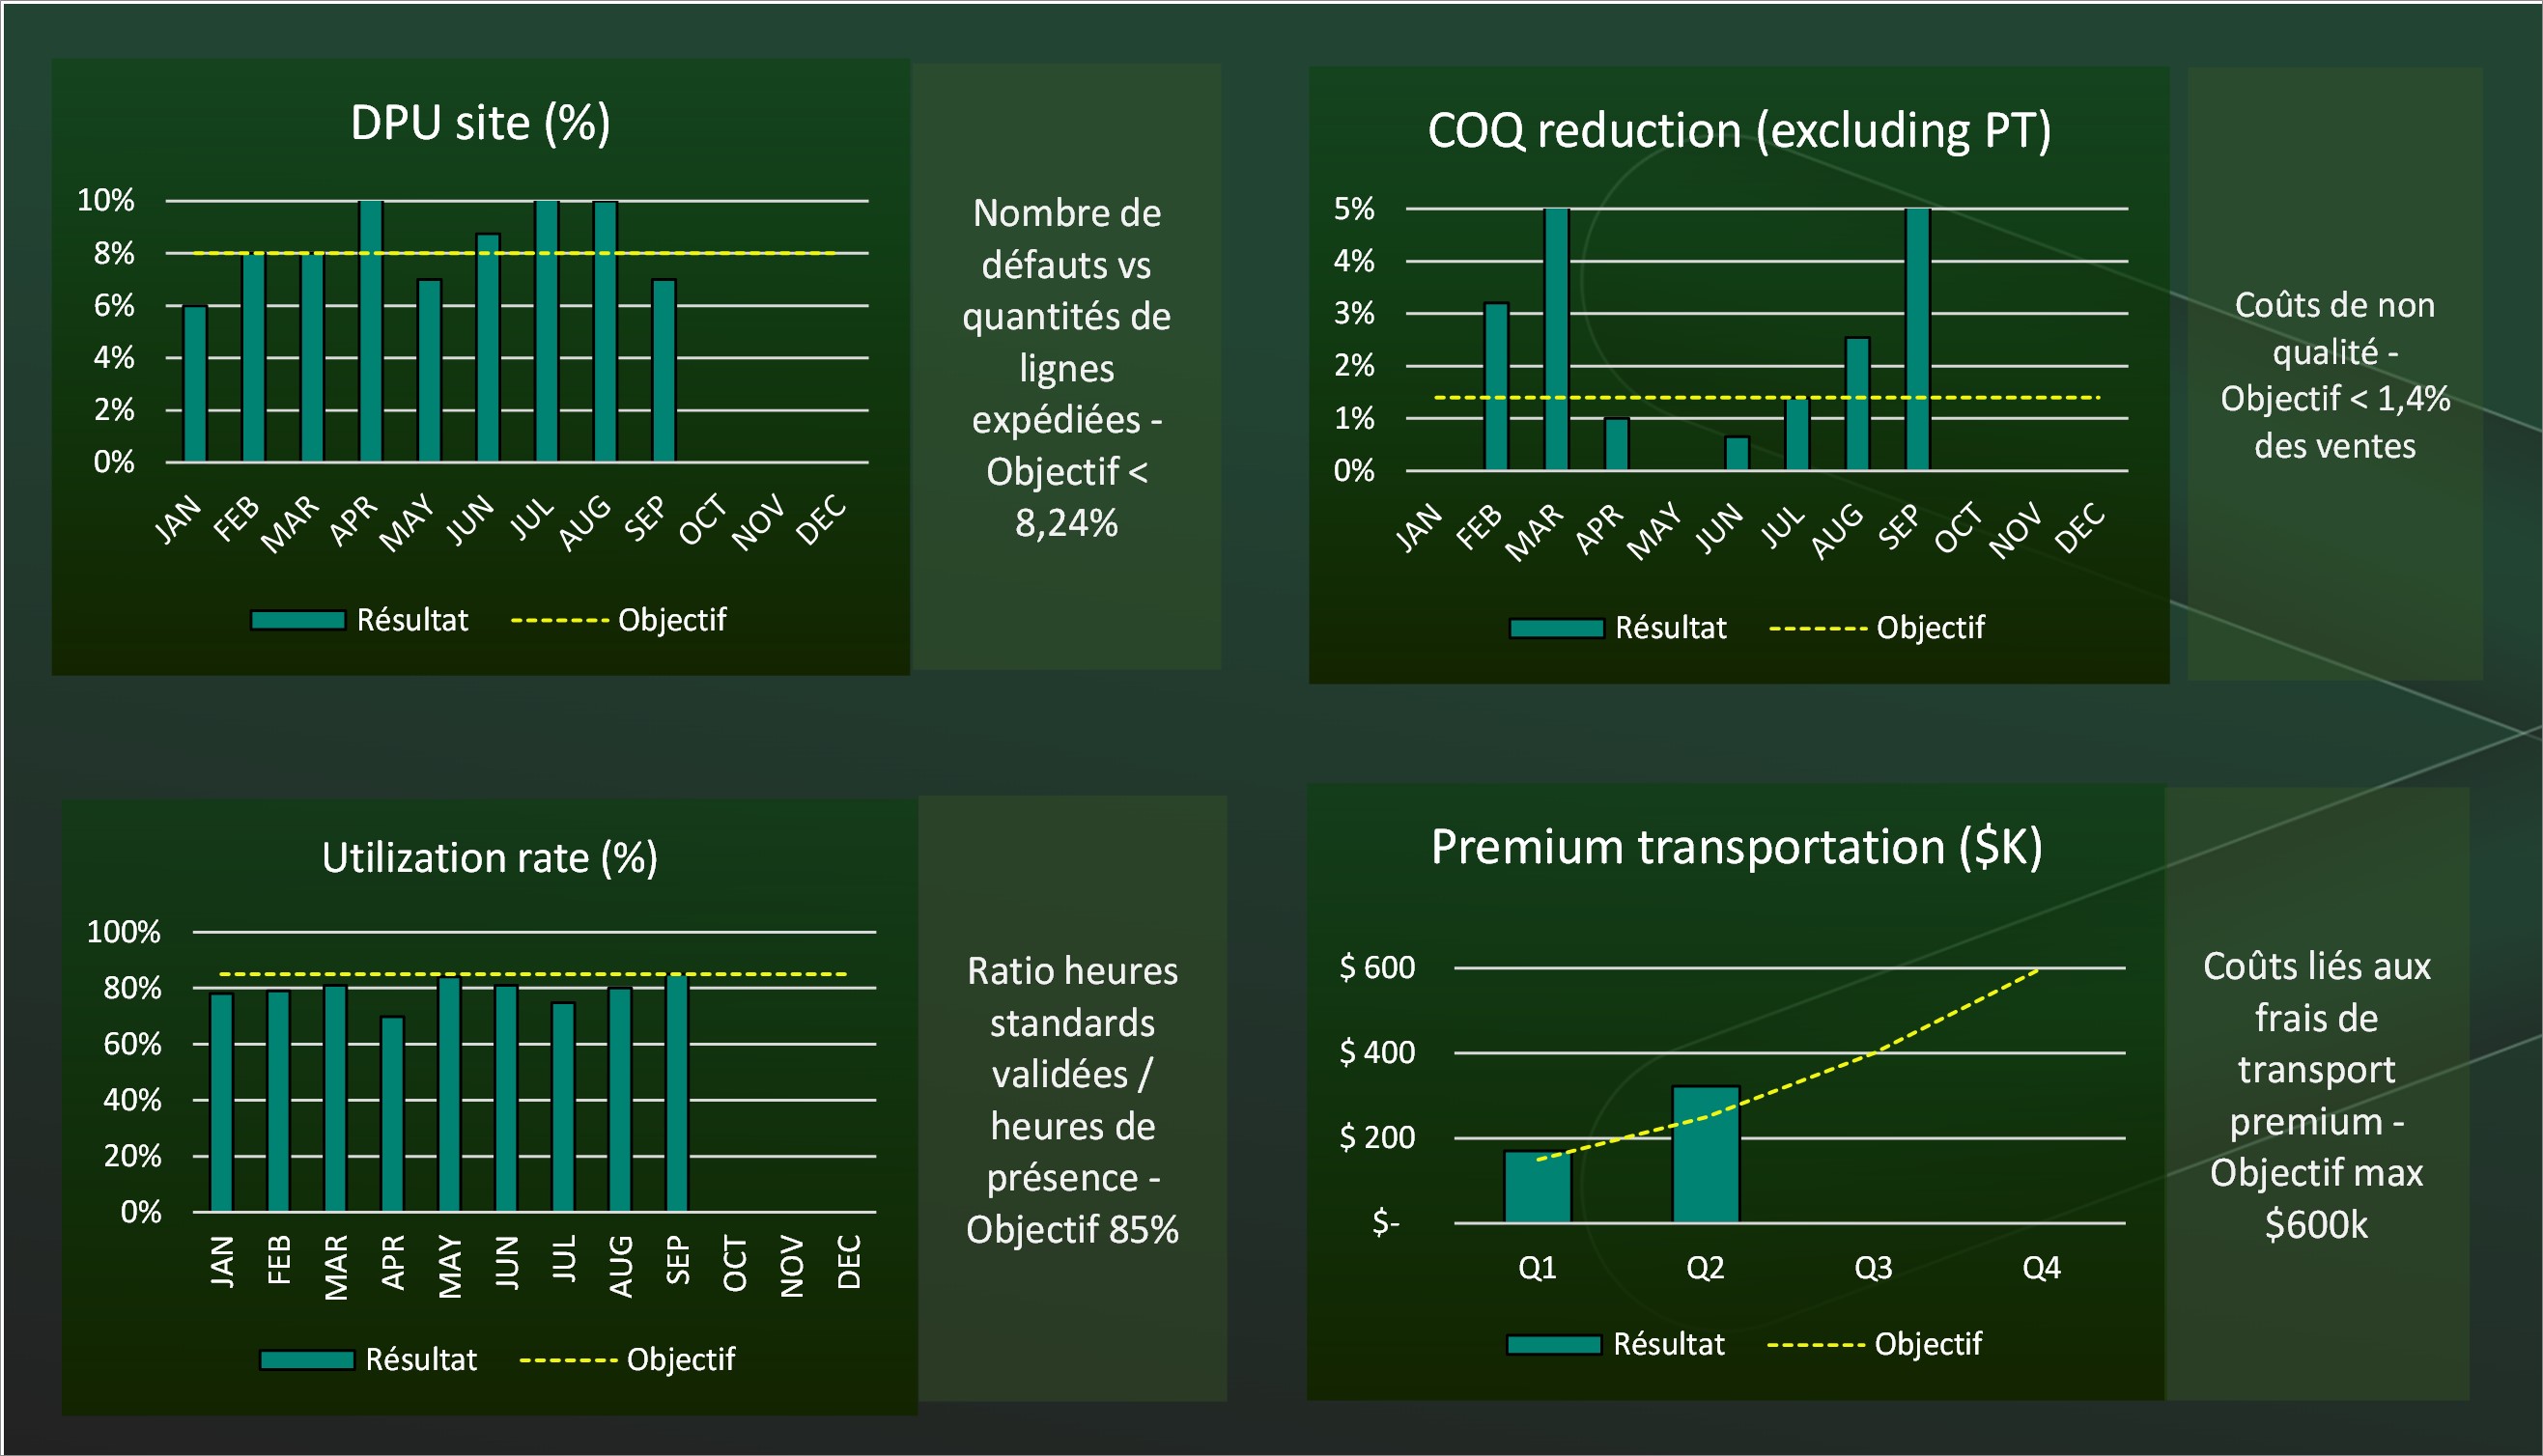 DPU site (%)
10%
8%
6%
4%
2%
0%
JAN FEB MAR APR MAY JUN JUL AUG SEP OCT NOV DEC
Résultat Objectif
Nombre de
défauts vs
quantités de
lignes
expédiées -
Objectif <
8,24%
COQ reduction (excluding PT)
5%
4%
3%
2%
1%
0%
JAN FEB MAR APR MAY JUN JUL AUG SEP OCT NOV DEC
Résultat Objectif
Coûts de non
qualité -
Objectif < 1,4%
des ventes
Utilization rate (%)
100%
80%
60%
40%
20%
0%
JAN FEB MAR APR MAY JUN JUL AUG SEP OCT NOV DEC
Résultat Objectif
Ratio heures
standards
validées /
heures de
présence -
Objectif 85%
Premium transportation ($K)
$ 600
$ 400
$ 200
$-
Q1 Q2 Q3 Q4
Résultat Objectif
Coûts liés aux
frais de
transport
premium -
Objectif max
$600k